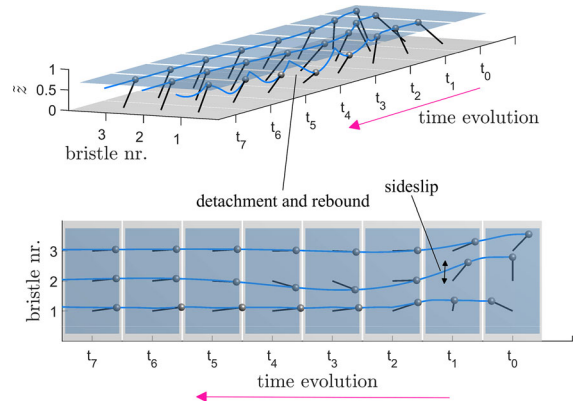 z̃
1
0.5
0
3
2
1
bristle nr.
t₇
t₆
t₅
t₄
t₃
t₂
t₁
t₀
time evolution
detachment and rebound
sideslip
bristle nr.
3
2
1
t₇ t₆ t₅ t₄ t₃ t₂ t₁ t₀
time evolution